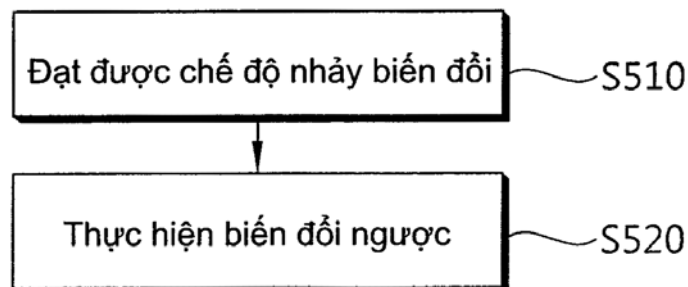 Đạt được chế độ nhảy biến đổi
S510
Thực hiện biến đổi ngược
S520